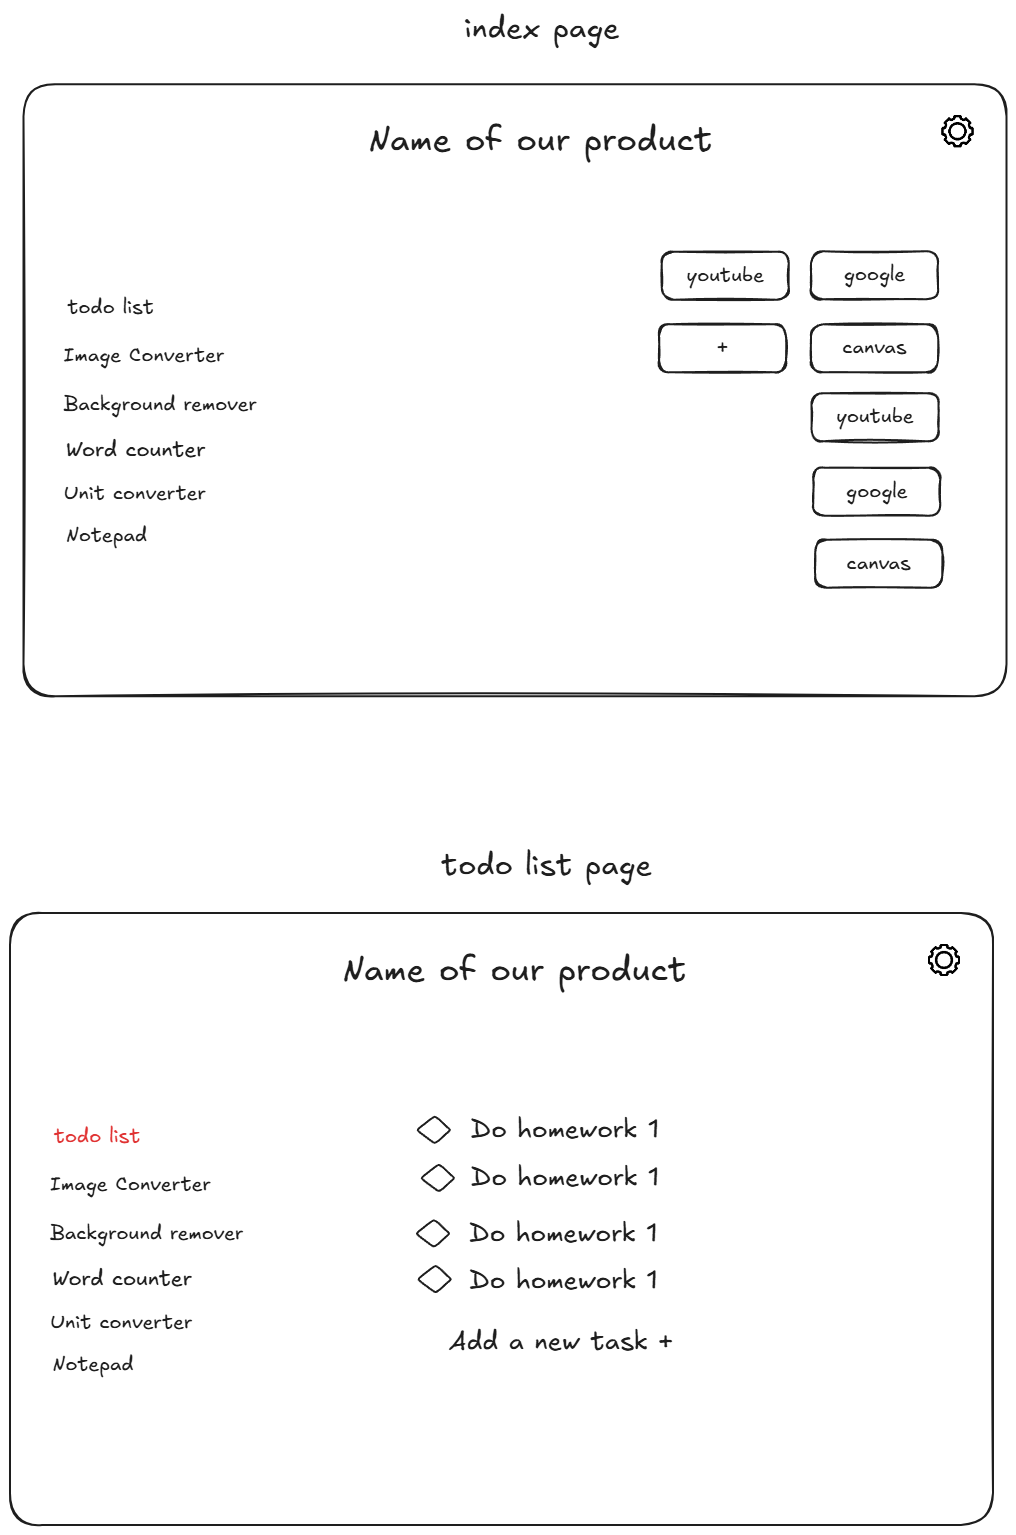 index page
Name of our product
youtube
google
todo list
+
canvas
Image Converter
Background remover
youtube
Word counter
Unit converter
google
Notepad
canvas
todo list page
Name of our product
todo list
Do homework 1
Image Converter
Do homework 1
Background remover
Do homework 1
Word counter
Do homework 1
Unit converter
Add a new task +
Notepad